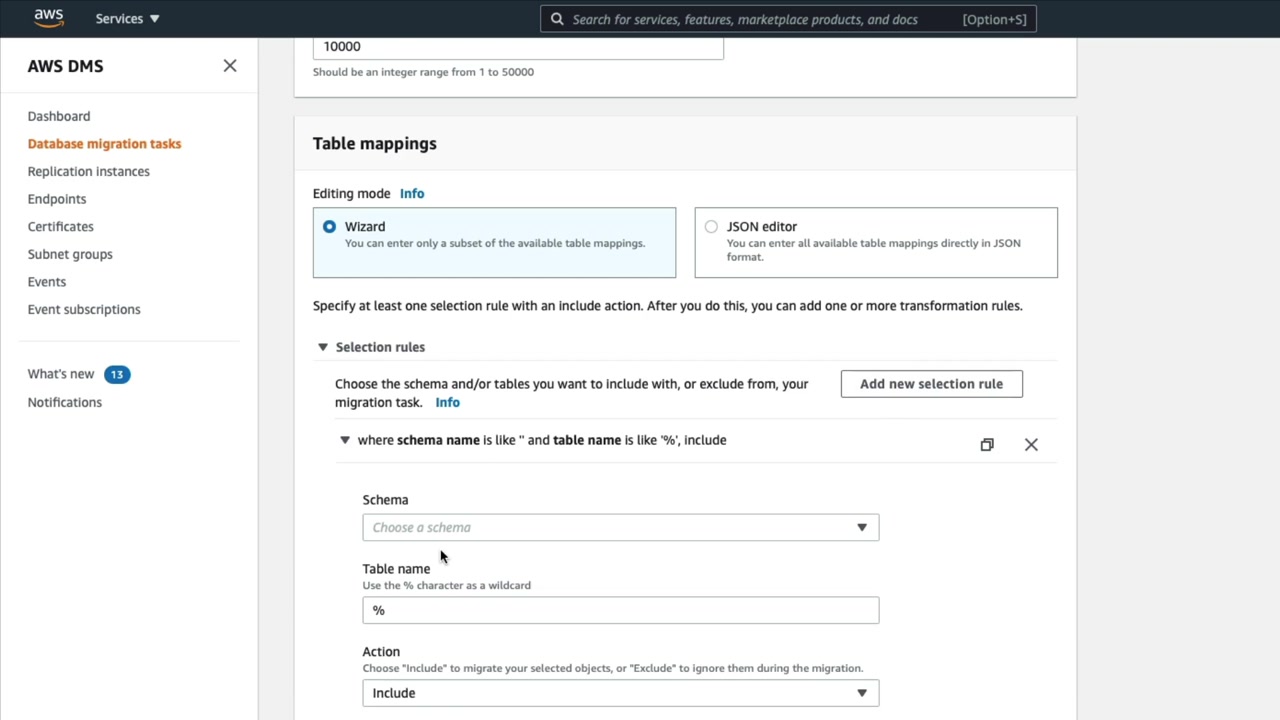 aws
Services ▼
Search for services, features, marketplace products, and docs
[Option+S]
AWS DMS
Dashboard
Database migration tasks
Replication instances
Endpoints
Certificates
Subnet groups
Events
Event subscriptions
What's new 13
Notifications
10000
Should be an integer range from 1 to 50000
Table mappings
Editing mode Info
Wizard
You can enter only a subset of the available table mappings.
JSON editor
You can enter all available table mappings directly in JSON
format.
Specify at least one selection rule with an include action. After you do this, you can add one or more transformation rules.
Selection rules
Choose the schema and/or tables you want to include with, or exclude from, your
migration task. Info
Add new selection rule
where schema name is like '' and table name is like '%', include
Schema
Choose a schema
Table name
Use the % character as a wildcard
%
Action
Choose "Include" to migrate your selected objects, or "Exclude" to ignore them during the migration.
Include